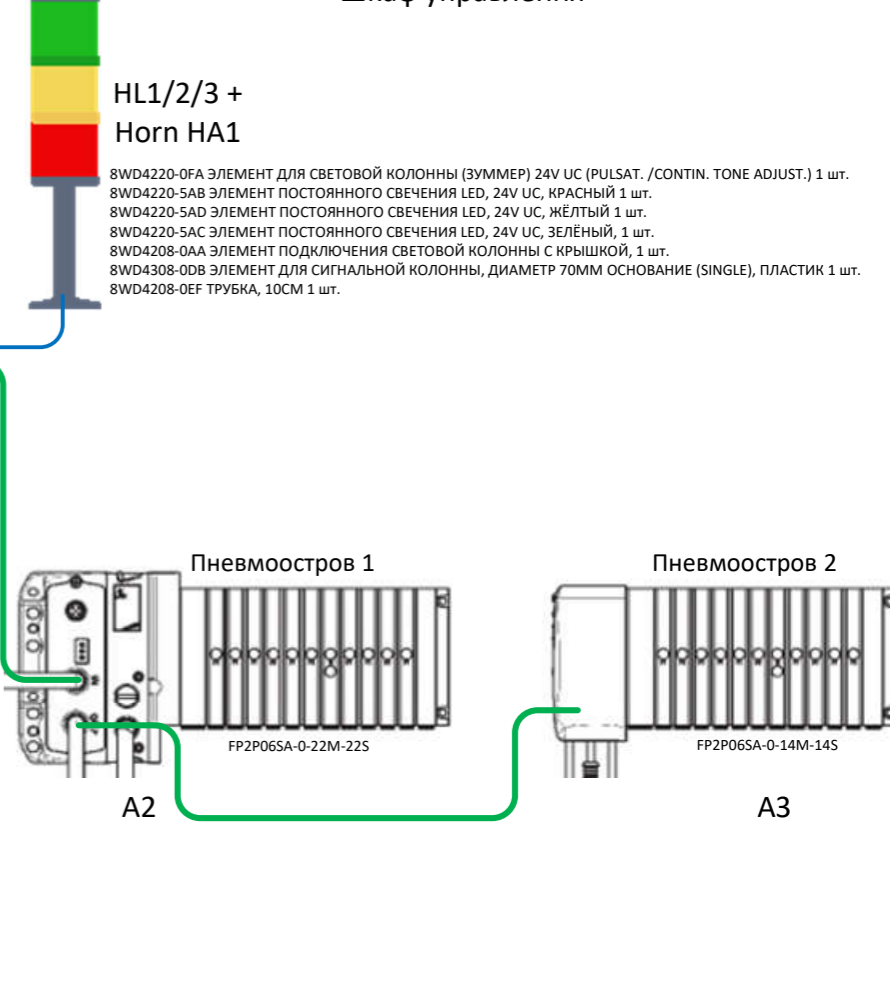 Шкаф управления
HL1/2/3 +
Horn HA1
8WD4220-0FA ЭЛЕМЕНТ ДЛЯ СВЕТОВОЙ КОЛОННЫ (ЗУММЕР) 24V UC (PULSAT. /CONTIN. TONE ADJUST.) 1 шт.
8WD4220-5AB ЭЛЕМЕНТ ПОСТОЯННОГО СВЕЧЕНИЯ LED, 24V UC, КРАСНЫЙ 1 шт.
8WD4220-5AD ЭЛЕМЕНТ ПОСТОЯННОГО СВЕЧЕНИЯ LED, 24V UC, ЖЁЛТЫЙ 1 шт.
8WD4220-5AC ЭЛЕМЕНТ ПОСТОЯННОГО СВЕЧЕНИЯ LED, 24V UC, ЗЕЛЁНЫЙ, 1 шт.
8WD4208-0AA ЭЛЕМЕНТ ПОДКЛЮЧЕНИЯ СВЕТОВОЙ КОЛОННЫ С КРЫШКОЙ, 1 шт.
8WD4308-0DB ЭЛЕМЕНТ ДЛЯ СИГНАЛЬНОЙ КОЛОННЫ, ДИАМЕТР 70ММ ОСНОВАНИЕ (SINGLE), ПЛАСТИК 1 шт.
8WD4208-0EF ТРУБКА, 10СМ 1 шт.
Пневмоостров 1
Пневмоостров 2
FP2P06SA-0-22M-22S
FP2P06SA-0-14M-14S
A2
A3